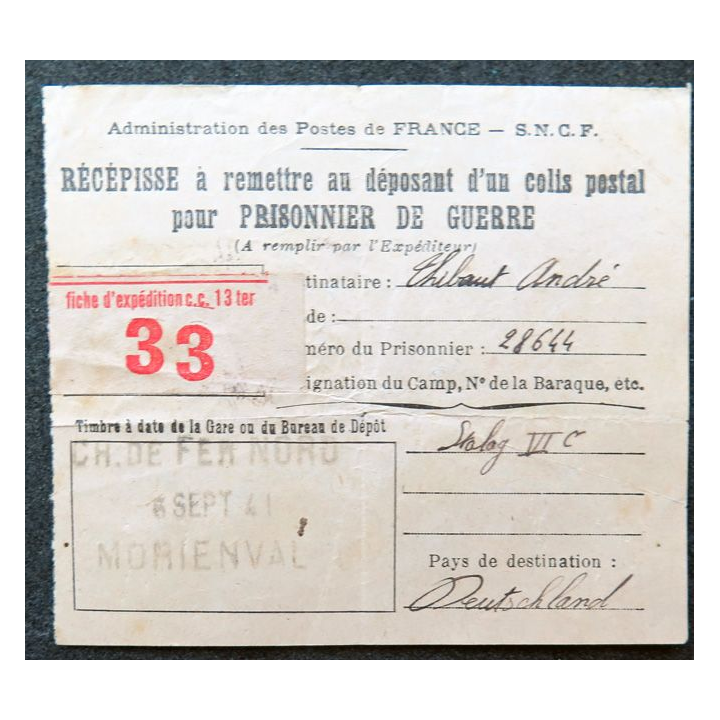 Administration des Postes de FRANCE — S.N.C.F.
RÉCÉPISSE à remettre au déposant d'un colis postal
pour PRISONNIER DE GUERRE
(A remplir par l'Expéditeur)
tinataire : Thibaut André
fiche d'expédition c.c. 13 ter
33
de :
méro du Prisonnier : 28644
ignation du Camp, N° de la Baraque, etc.
Timbre à date de la Gare ou du Bureau de Dépôt
Stalag VI C
CH. DE FER NORD
6 SEPT 41
MORIENVAL
Pays de destination :
Deutschland